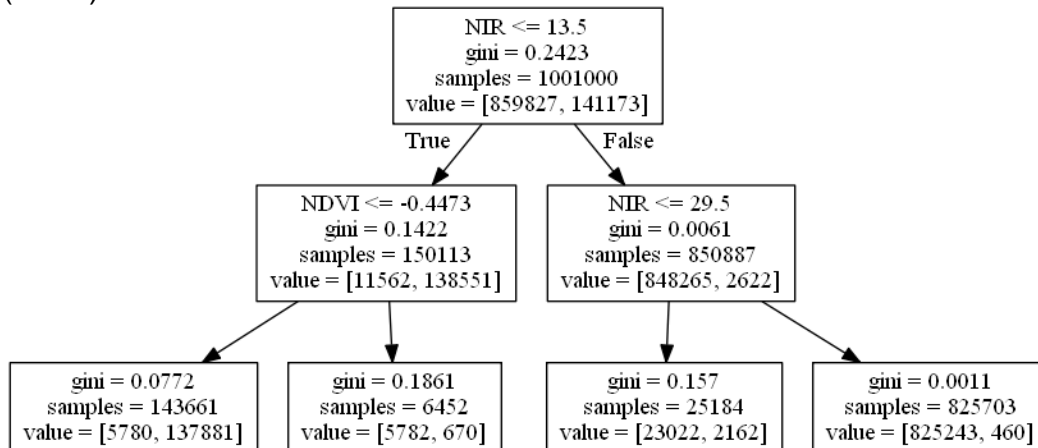 NIR <= 13.5
gini = 0.2423
samples = 1001000
value = [859827, 141173]
True
False
NDVI <= -0.4473
gini = 0.1422
samples = 150113
value = [11562, 138551]
NIR <= 29.5
gini = 0.0061
samples = 850887
value = [848265, 2622]
gini = 0.0772
samples = 143661
value = [5780, 137881]
gini = 0.1861
samples = 6452
value = [5782, 670]
gini = 0.157
samples = 25184
value = [23022, 2162]
gini = 0.0011
samples = 825703
value = [825243, 460]